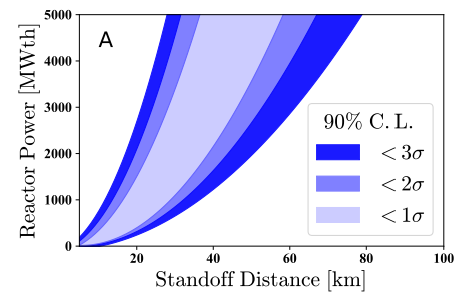 A
Reactor Power [MWth]
5000
4000
3000
2000
1000
0
90% C. L.
< 3σ
< 2σ
< 1σ
20
40
60
80
100
Standoff Distance [km]